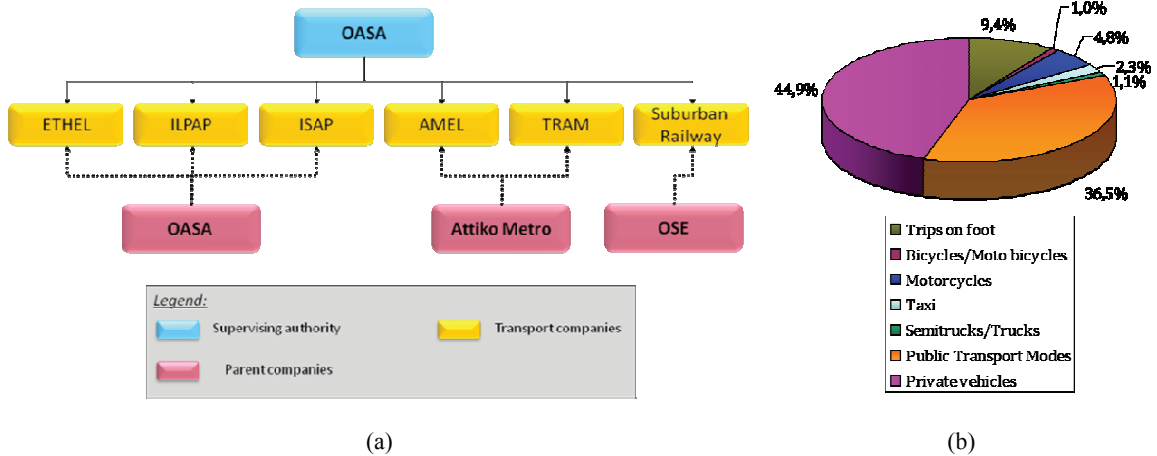 OASA
ETHEL
ILPAP
ISAP
AMEL
TRAM
Suburban
Railway
OASA
Attiko Metro
OSE
Legend:
Supervising authority
Transport companies
Parent companies
(a)
9,4%
1,0%
4,8%
2,3%
1,1%
44,9%
36,5%
Trips on foot
Bicycles/Moto bicycles
Motorcycles
Taxi
Semitrucks/Trucks
Public Transport Modes
Private vehicles
(b)